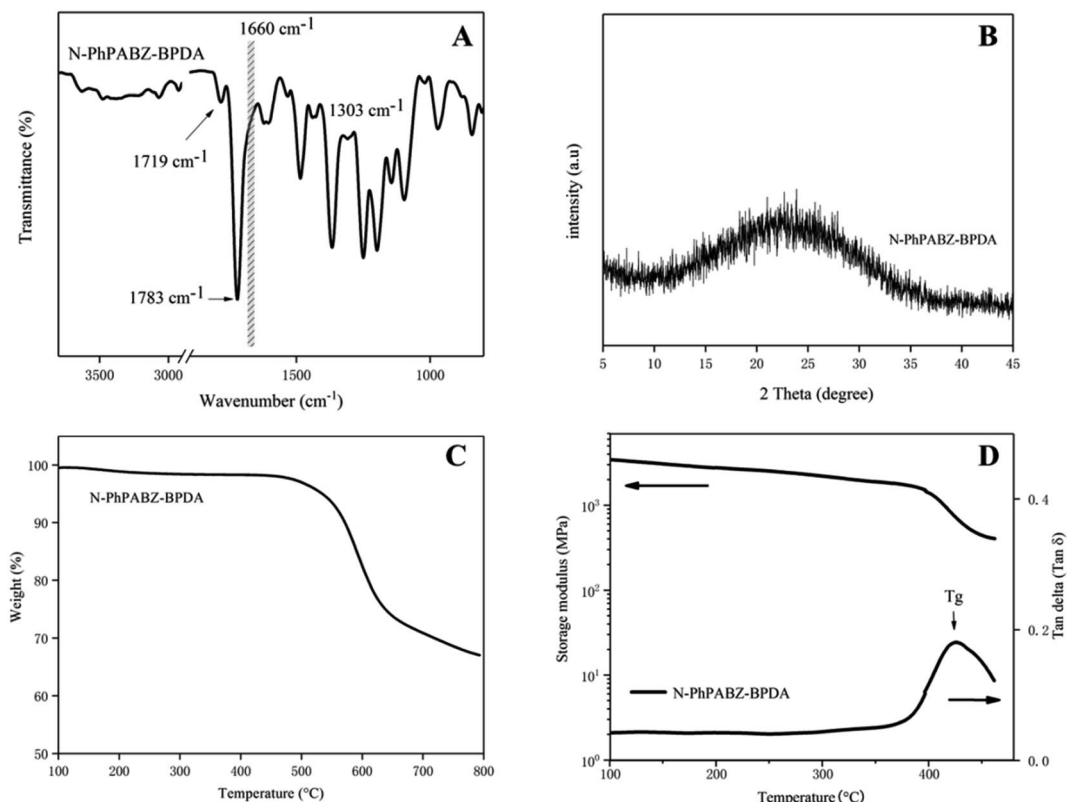 1660 cm⁻¹
A
N-PhPABZ-BPDA
1303 cm⁻¹
1719 cm⁻¹
1783 cm⁻¹
Transmittance (%)
3500 3000 1500 1000
Wavenumber (cm⁻¹)
B
N-PhPABZ-BPDA
intensity (a.u)
5 10 15 20 25 30 35 40 45
2 Theta (degree)
C
N-PhPABZ-BPDA
Weight (%)
100
90
80
70
60
50
100 200 300 400 500 600 700 800
Temperature (°C)
D
Storage modulus (MPa)
10³
10²
10¹
10⁰
Tg
N-PhPABZ-BPDA
0.4
0.2
0.0
Tan delta (Tan δ)
100 200 300 400
Temperature (°C)